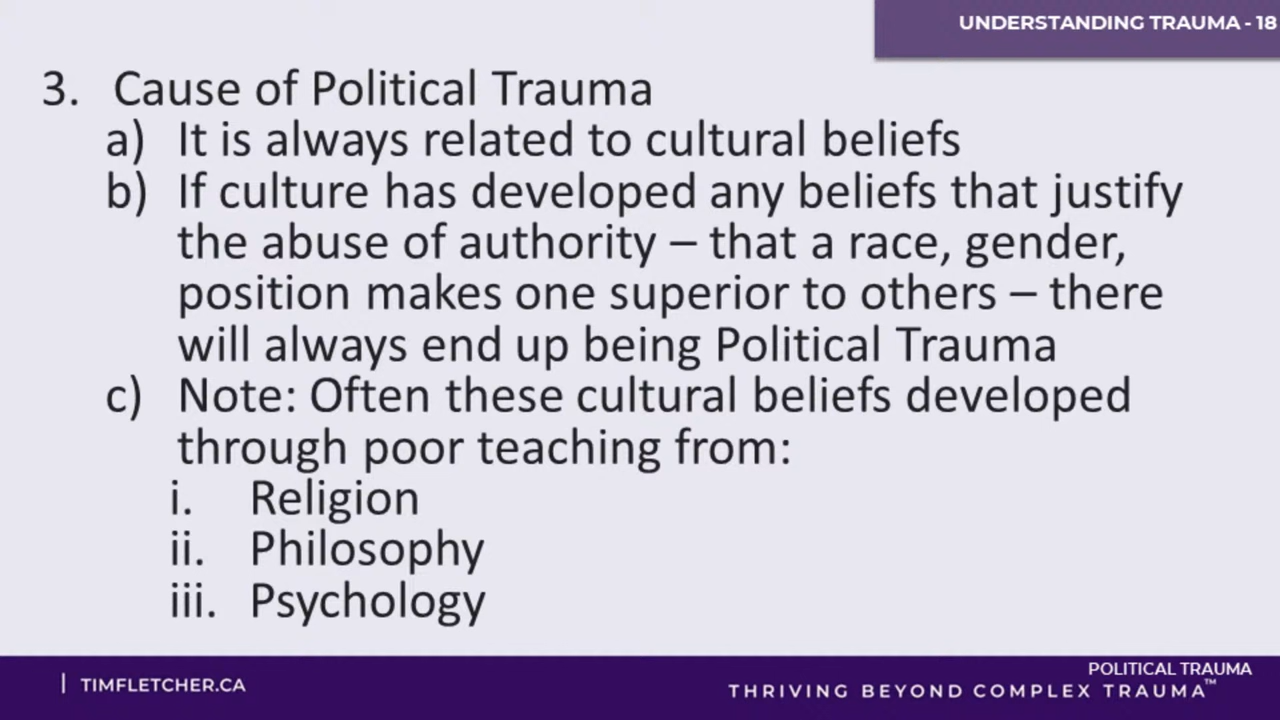 UNDERSTANDING TRAUMA - 18
3. Cause of Political Trauma
a) It is always related to cultural beliefs
b) If culture has developed any beliefs that justify
the abuse of authority – that a race, gender,
position makes one superior to others – there
will always end up being Political Trauma
c) Note: Often these cultural beliefs developed
through poor teaching from:
i. Religion
ii. Philosophy
iii. Psychology
| TIMFLETCHER.CA
POLITICAL TRAUMA
THRIVING BEYOND COMPLEX TRAUMA™